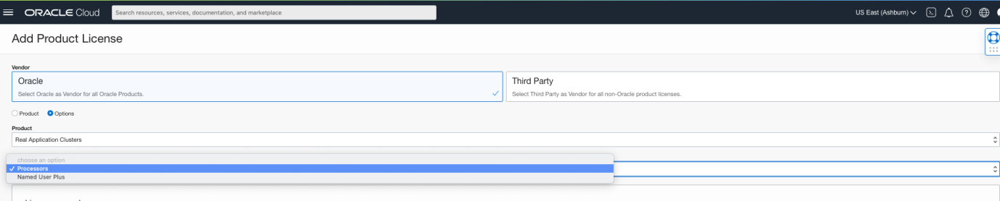 ORACLE Cloud
Search resources, services, documentation, and marketplace
US East (Ashburn)
Add Product License
Vendor
Oracle
Select Oracle as Vendor for all Oracle Products.
Third Party
Select Third Party as Vendor for all non-Oracle product licenses.
Product
Options
Product
Real Application Clusters
choose an option
Processors
Named User Plus